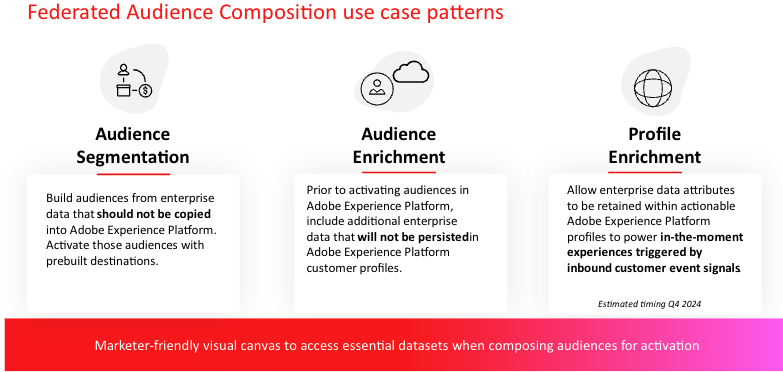 Federated Audience Composition use case patterns
Audience
Segmentation
Build audiences from enterprise
data that should not be copied
into Adobe Experience Platform.
Activate those audiences with
prebuilt destinations.
Audience
Enrichment
Prior to activating audiences in
Adobe Experience Platform,
include additional enterprise
data that will not be persisted in
Adobe Experience Platform
customer profiles.
Profile
Enrichment
Allow enterprise data attributes
to be retained within actionable
Adobe Experience Platform
profiles to power in-the-moment
experiences triggered by
inbound customer event signals.
Estimated timing Q4 2024
Marketer-friendly visual canvas to access essential datasets when composing audiences for activation